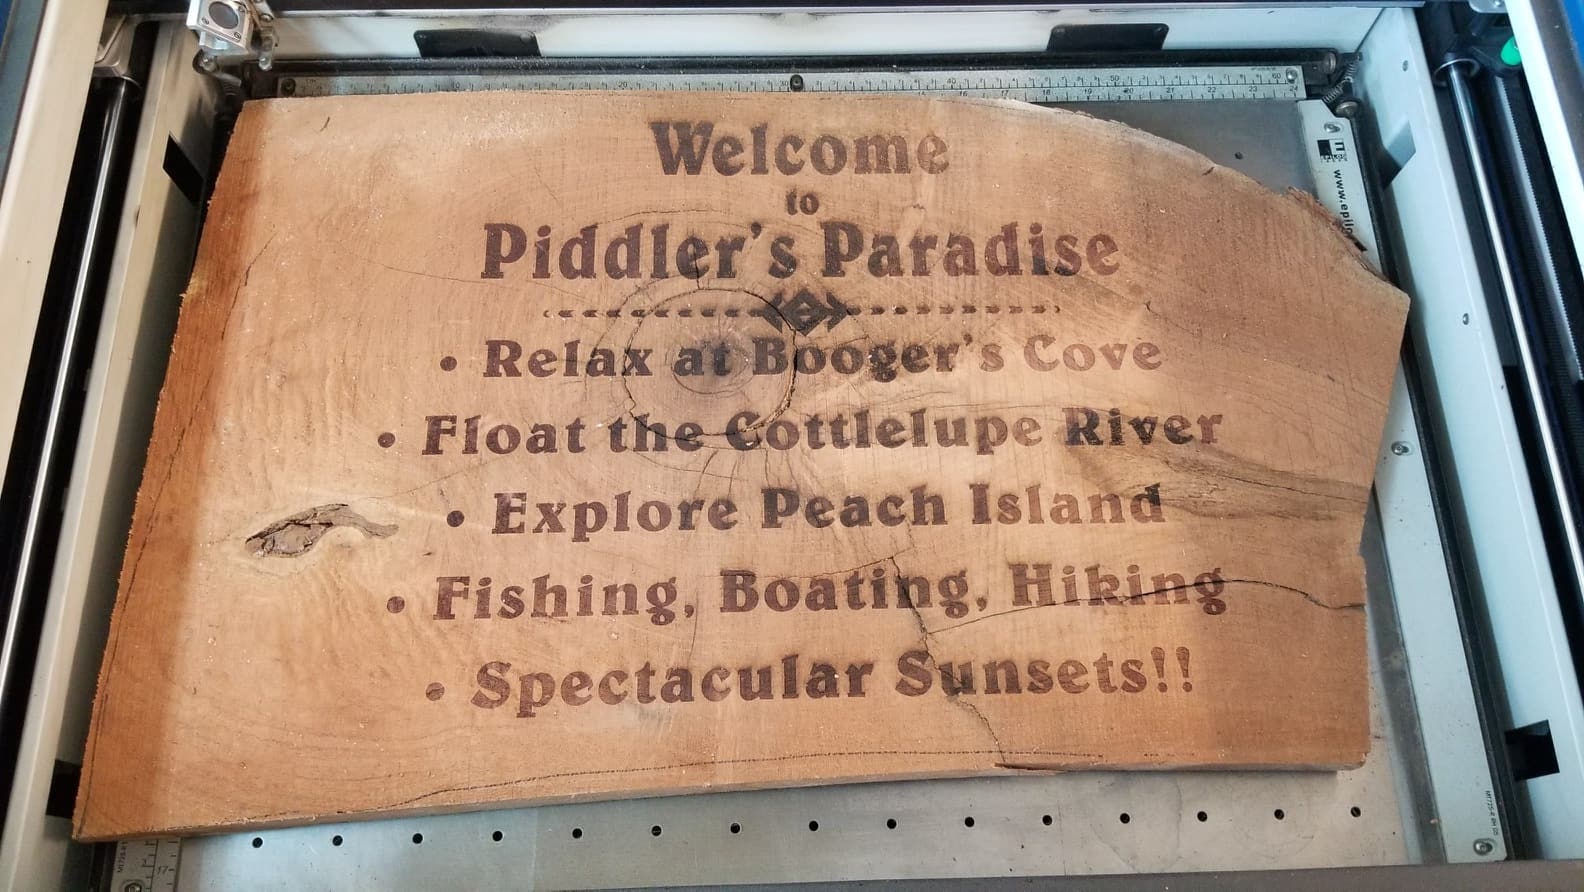 Welcome
to
Piddler's Paradise
• Relax at Booger's Cove
• Float the Cottlelupe River
• Explore Peach Island
• Fishing, Boating, Hiking
• Spectacular Sunsets!!